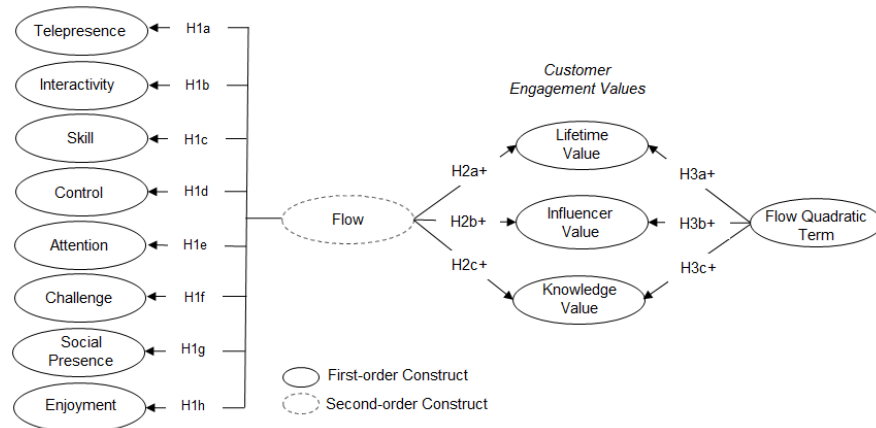 Telepresence
H1a
Interactivity
H1b
Skill
H1c
Control
H1d
Attention
H1e
Challenge
H1f
Social
Presence
H1g
Enjoyment
H1h
Flow
H2a+
H2b+
H2c+
Customer
Engagement Values
Lifetime
Value
Influencer
Value
Knowledge
Value
H3a+
H3b+
H3c+
Flow Quadratic
Term
First-order Construct
Second-order Construct